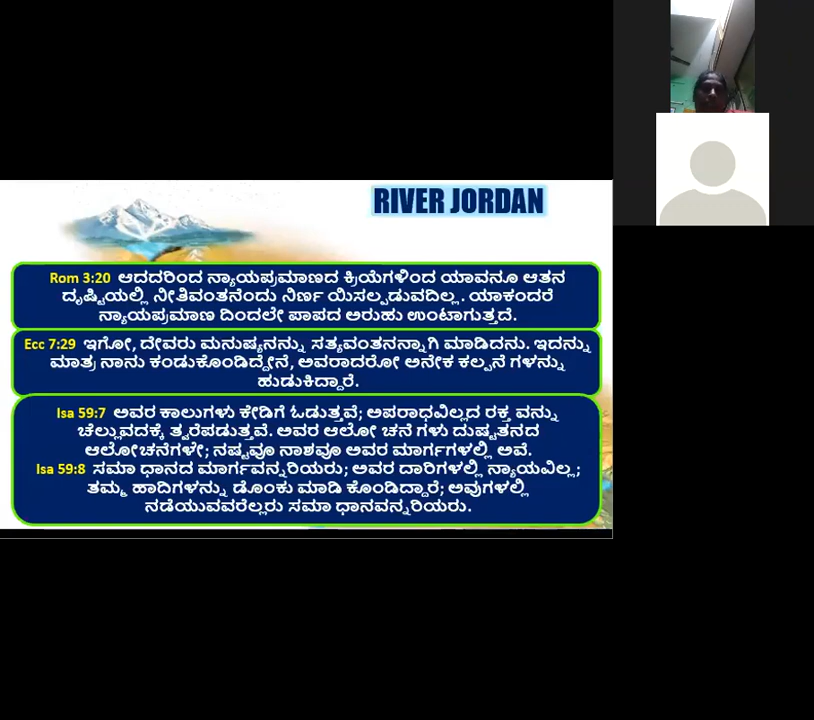 RIVER JORDAN
Rom 3:20 ಆದದರಿಂದ ನ್ಯಾಯಪ್ರಮಾಣದ ಕ್ರಿಯೆಗಳಿಂದ ಯಾವನೂ ಆತನ
ದೃಷ್ಟಿಯಲ್ಲಿ ನೀತಿವಂತನೆಂದು ನಿರ್ಣ ಯಿಸಲ್ಪಡುವದಿಲ್ಲ. ಯಾಕಂದರೆ
ನ್ಯಾಯಪ್ರಮಾಣ ದಿಂದಲೇ ಪಾಪದ ಅರುಹು ಉಂಟಾಗುತ್ತದೆ.
Ecc 7:29 ಇಗೋ, ದೇವರು ಮನುಷ್ಯನನ್ನು ಸತ್ಯವಂತನನ್ನಾಗಿ ಮಾಡಿದನು. ಇದನ್ನು
ಮಾತ್ರ ನಾನು ಕಂಡುಕೊಂಡಿದ್ದೇನೆ, ಅವರಾದರೋ ಅನೇಕ ಕಲ್ಪನೆ ಗಳನ್ನು
ಹುಡುಕಿದ್ದಾರೆ.
Isa 59:7 ಅವರ ಕಾಲುಗಳು ಕೇಡಿಗೆ ಓಡುತ್ತವೆ; ಅಪರಾಧವಿಲ್ಲದ ರಕ್ತ ವನ್ನು
ಚೆಲ್ಲುವದಕ್ಕೆ ತ್ವರೆಪಡುತ್ತವೆ. ಅವರ ಆಲೋ ಚನೆ ಗಳು ದುಷ್ಟತನದ
ಆಲೋಚನೆಗಳೇ; ನಷ್ಟವೂ ನಾಶವೂ ಅವರ ಮಾರ್ಗಗಳಲ್ಲಿ ಅವೆ.
Isa 59:8 ಸಮಾ ಧಾನದ ಮಾರ್ಗವನ್ನರಿಯರು; ಅವರ ದಾರಿಗಳಲ್ಲಿ ನ್ಯಾಯವಿಲ್ಲ;
ತಮ್ಮ ಹಾದಿಗಳನ್ನು ಡೊಂಕು ಮಾಡಿ ಕೊಂಡಿದ್ದಾರೆ; ಅವುಗಳಲ್ಲಿ
ನಡೆಯುವವರೆಲ್ಲರು ಸಮಾ ಧಾನವನ್ನರಿಯರು.